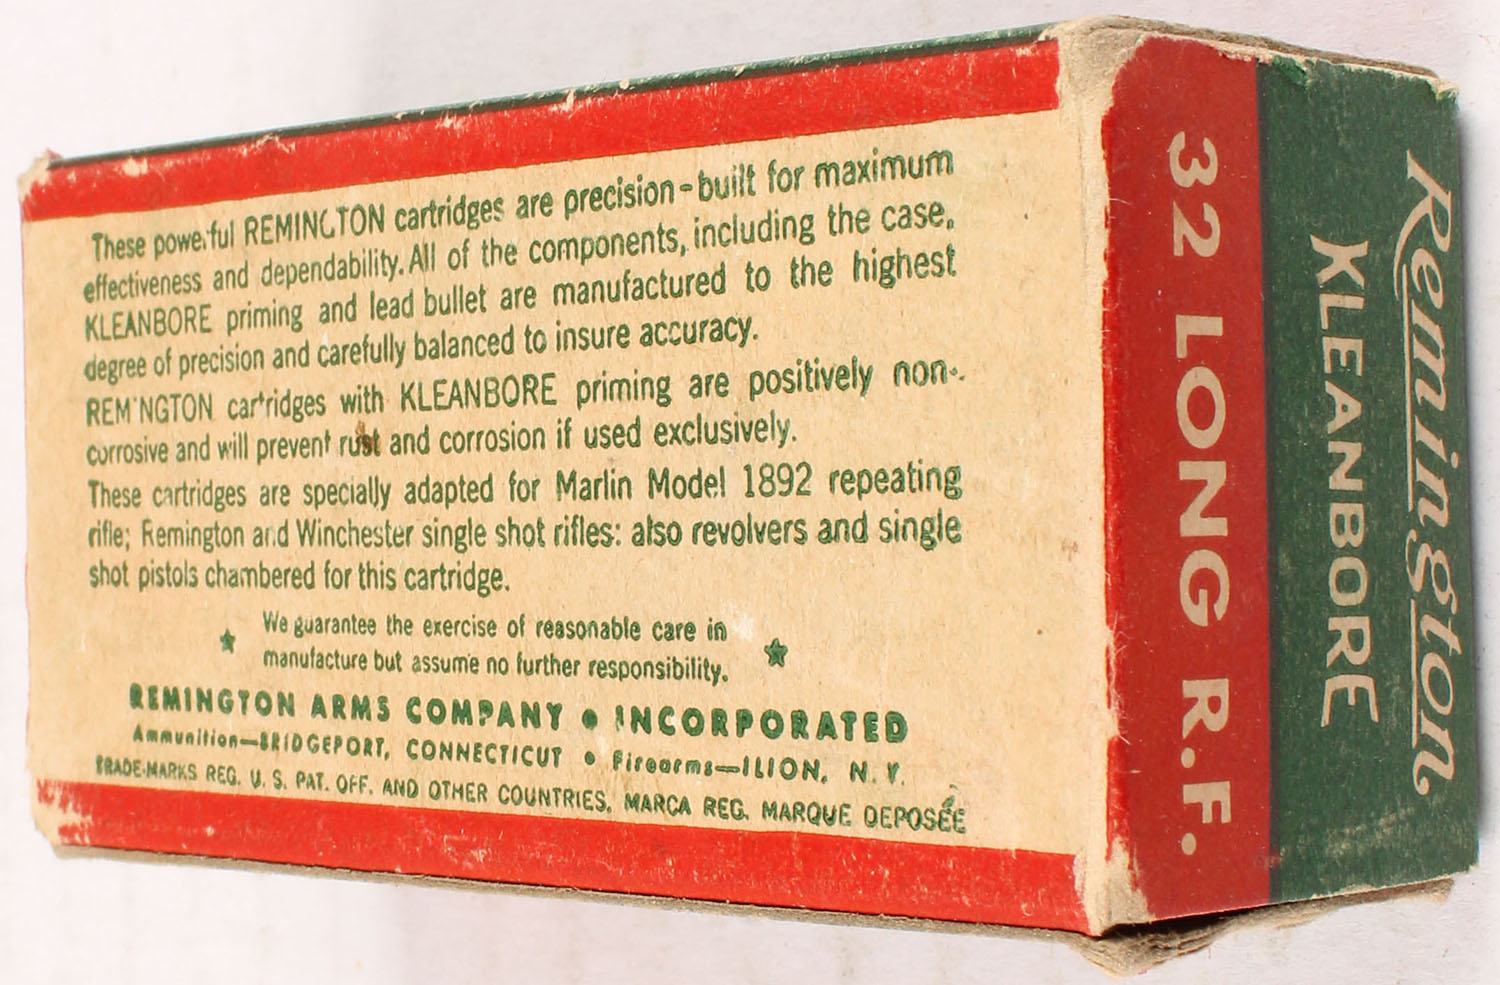 These powerful REMINGTON cartridges are precision-built for maximum
effectiveness and dependability. All of the components, including the case,
KLEANBORE priming and lead bullet are manufactured to the highest
degree of precision and carefully balanced to insure accuracy.
REMINGTON cartridges with KLEANBORE priming are positively non-
corrosive and will prevent rust and corrosion if used exclusively.
These cartridges are specially adapted for Marlin Model 1892 repeating
rifle; Remington and Winchester single shot rifles: also revolvers and single
shot pistols chambered for this cartridge.
★ We guarantee the exercise of reasonable care in ★
manufacture but assume no further responsibility.
REMINGTON ARMS COMPANY • INCORPORATED
Ammunition—BRIDGEPORT, CONNECTICUT • Firearms—ILION, N. Y.
TRADE-MARKS REG. U. S. PAT. OFF. AND OTHER COUNTRIES, MARCA REG. MARQUE DEPOSÉE
Remington
KLEANBORE
32 LONG R.F.